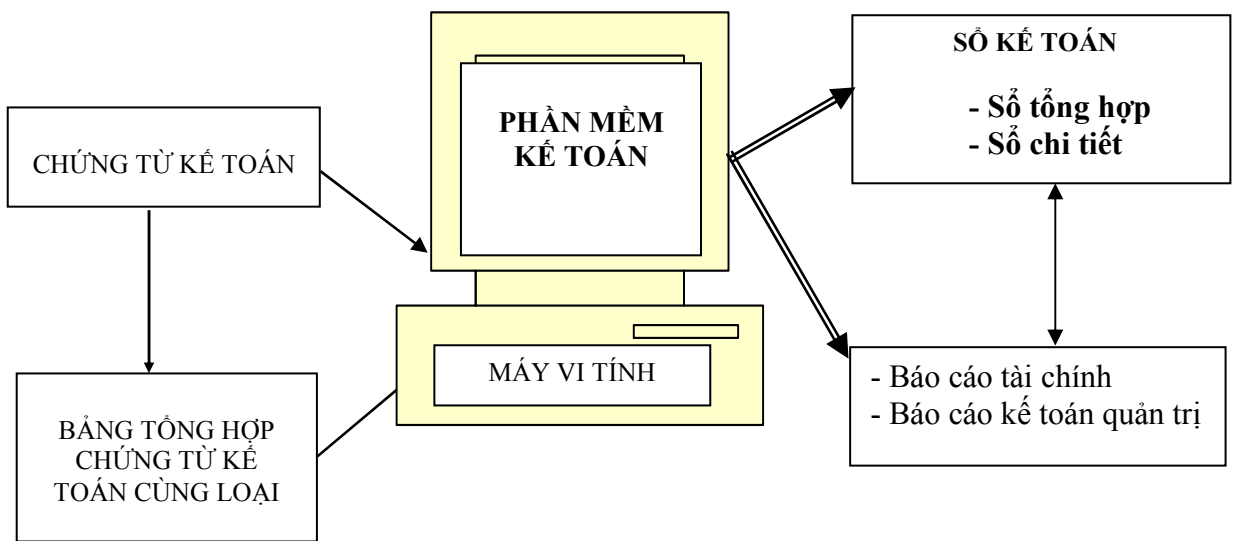 CHỨNG TỪ KẾ TOÁN
BẢNG TỔNG HỢP
CHỨNG TỪ KẾ
TOÁN CÙNG LOẠI
PHẦN MỀM
KẾ TOÁN
MÁY VI TÍNH
SỔ KẾ TOÁN
- Sổ tổng hợp
- Sổ chi tiết
- Báo cáo tài chính
- Báo cáo kế toán quản trị